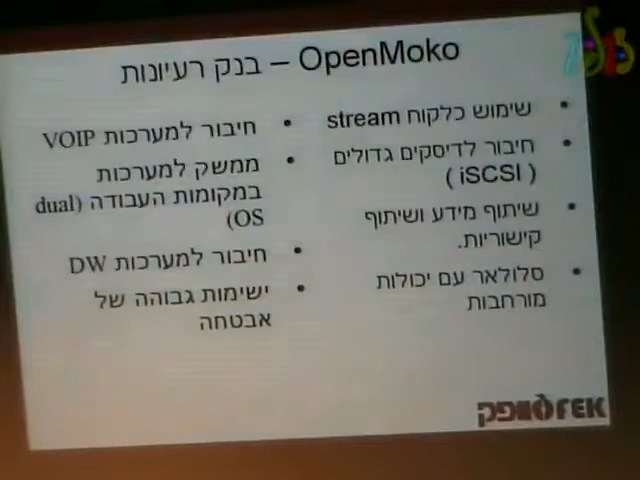 OpenMoko – בנק רעיונות
• שימוש כלקוח stream
• חיבור לדיסקים גדולים
( iSCSI )
• שיתוף מידע ושיתוף
קישוריות.
• סלולאר עם יכולות
מורחבות
• חיבור למערכות VOIP
• ממשק למערכות
במקומות העבודה (dual
OS)
• חיבור למערכות DW
• ישימות גבוהה של
אבטחה